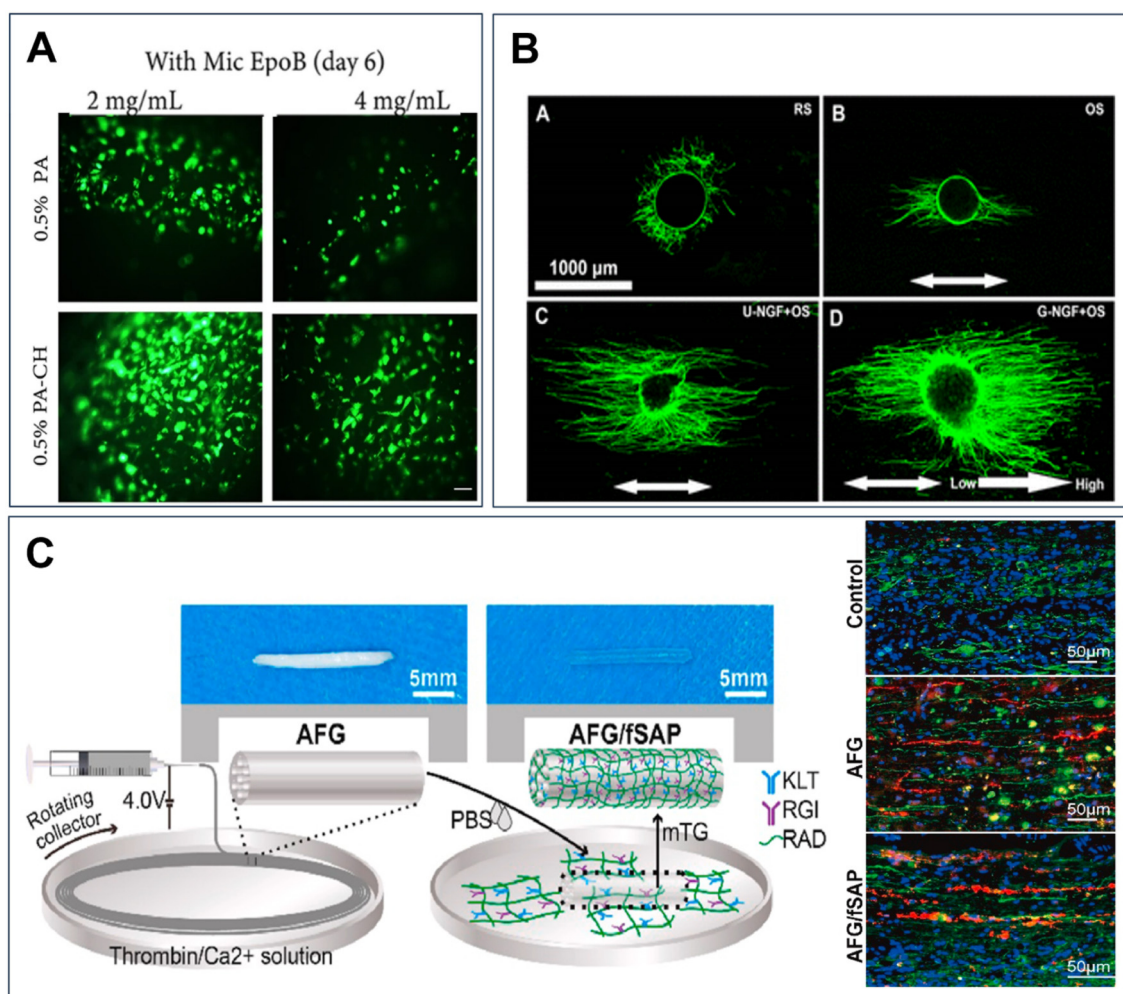 A
With Mic EpoB (day 6)
2 mg/mL
4 mg/mL
0.5% PA
0.5% PA-CH
B
A
RS
1000 µm
B
OS
C
U-NGF+OS
D
G-NGF+OS
Low
High
C
5mm
5mm
AFG
AFG/fSAP
4.0V
Rotating
collector
PBS
mTG
KLT
RGI
RAD
Thrombin/Ca2+ solution
Control
50µm
AFG
50µm
AFG/fSAP
50µm